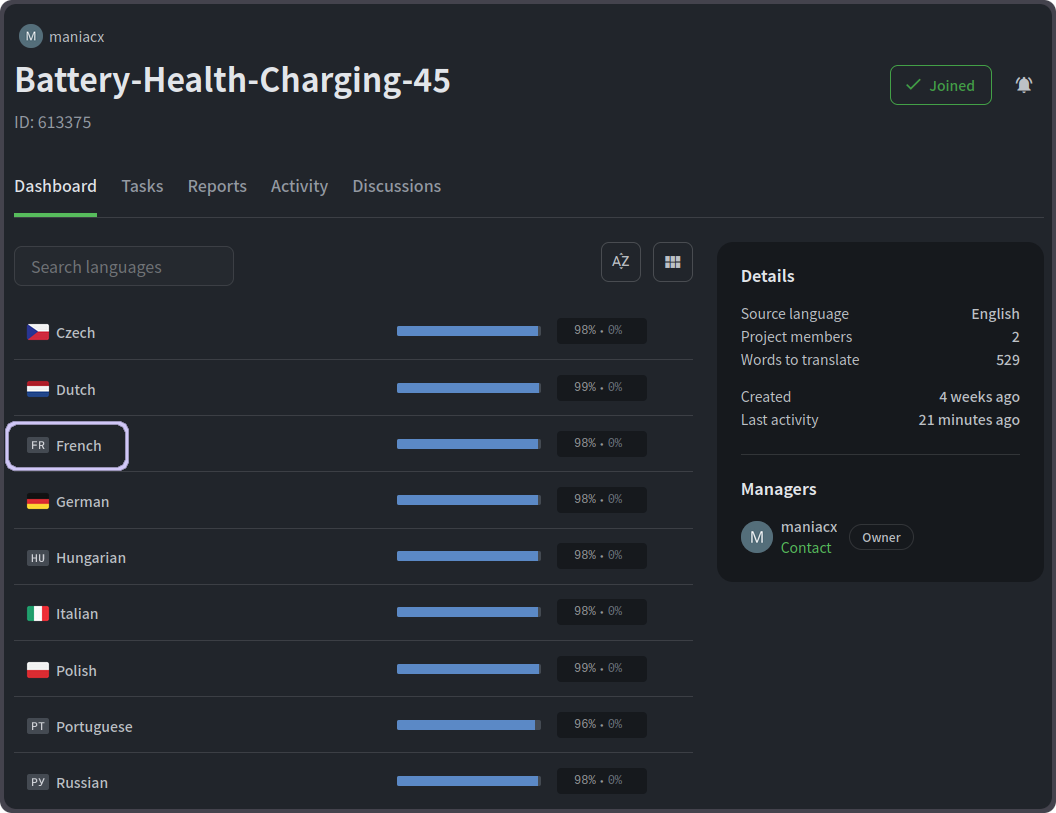 M maniacx
Battery-Health-Charging-45
ID: 613375
Joined
Dashboard Tasks Reports Activity Discussions
Search languages
AZ
Czech 98% • 0%
Dutch 99% • 0%
FR French 98% • 0%
German 98% • 0%
HU Hungarian 98% • 0%
Italian 98% • 0%
Polish 99% • 0%
PT Portuguese 96% • 0%
РУ Russian 98% • 0%
Details
Source language English
Project members 2
Words to translate 529
Created 4 weeks ago
Last activity 21 minutes ago
Managers
M maniacx Owner
Contact